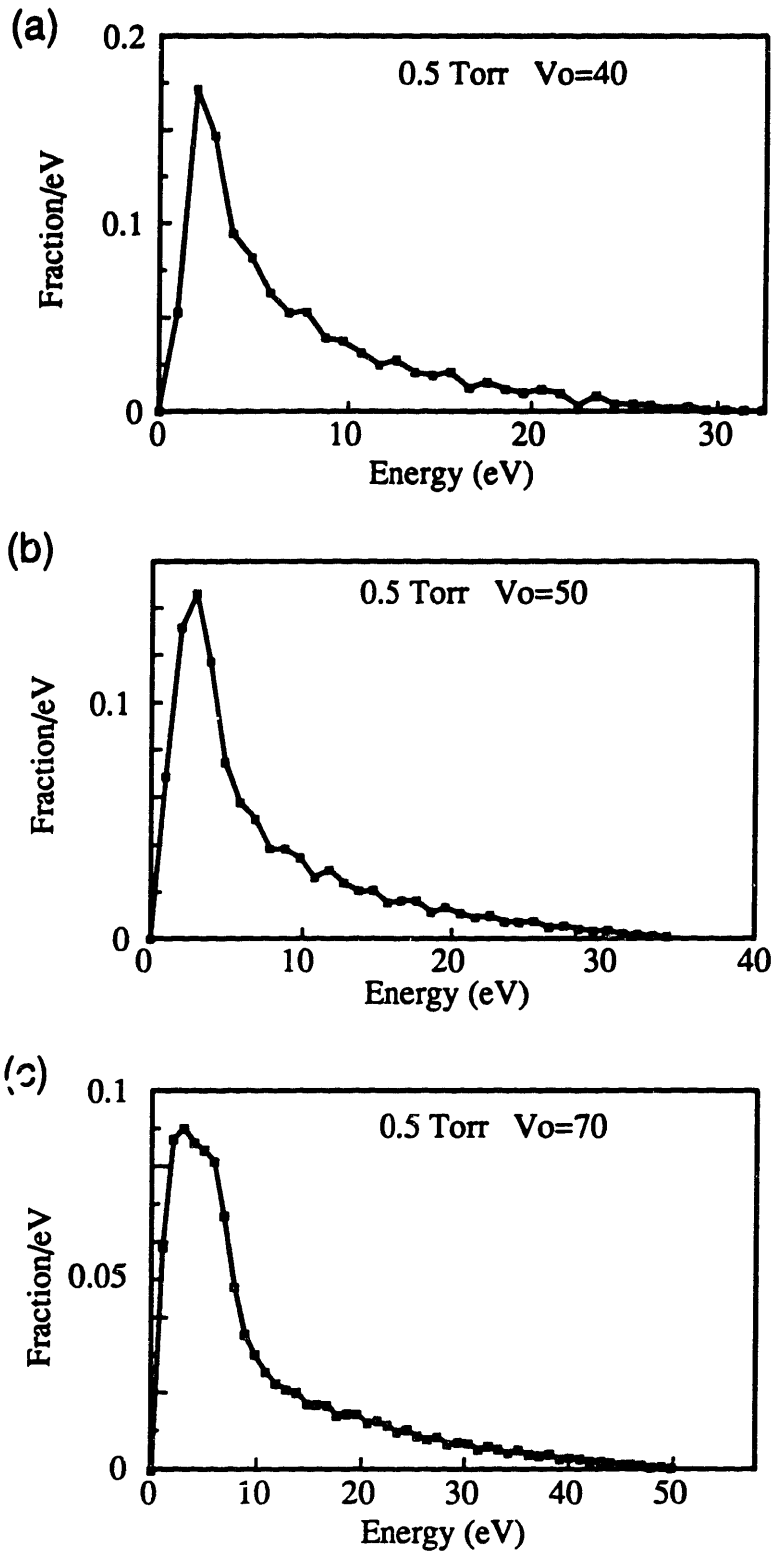 (a)
0.2
0.5 Torr Vo=40
Fraction/eV
0.1
0
0 10 20 30
Energy (eV)
(b)
0.5 Torr Vo=50
Fraction/eV
0.1
0
0 10 20 30 40
Energy (eV)
(c)
0.1
0.5 Torr Vo=70
Fraction/eV
0.05
0
0 10 20 30 40 50
Energy (eV)